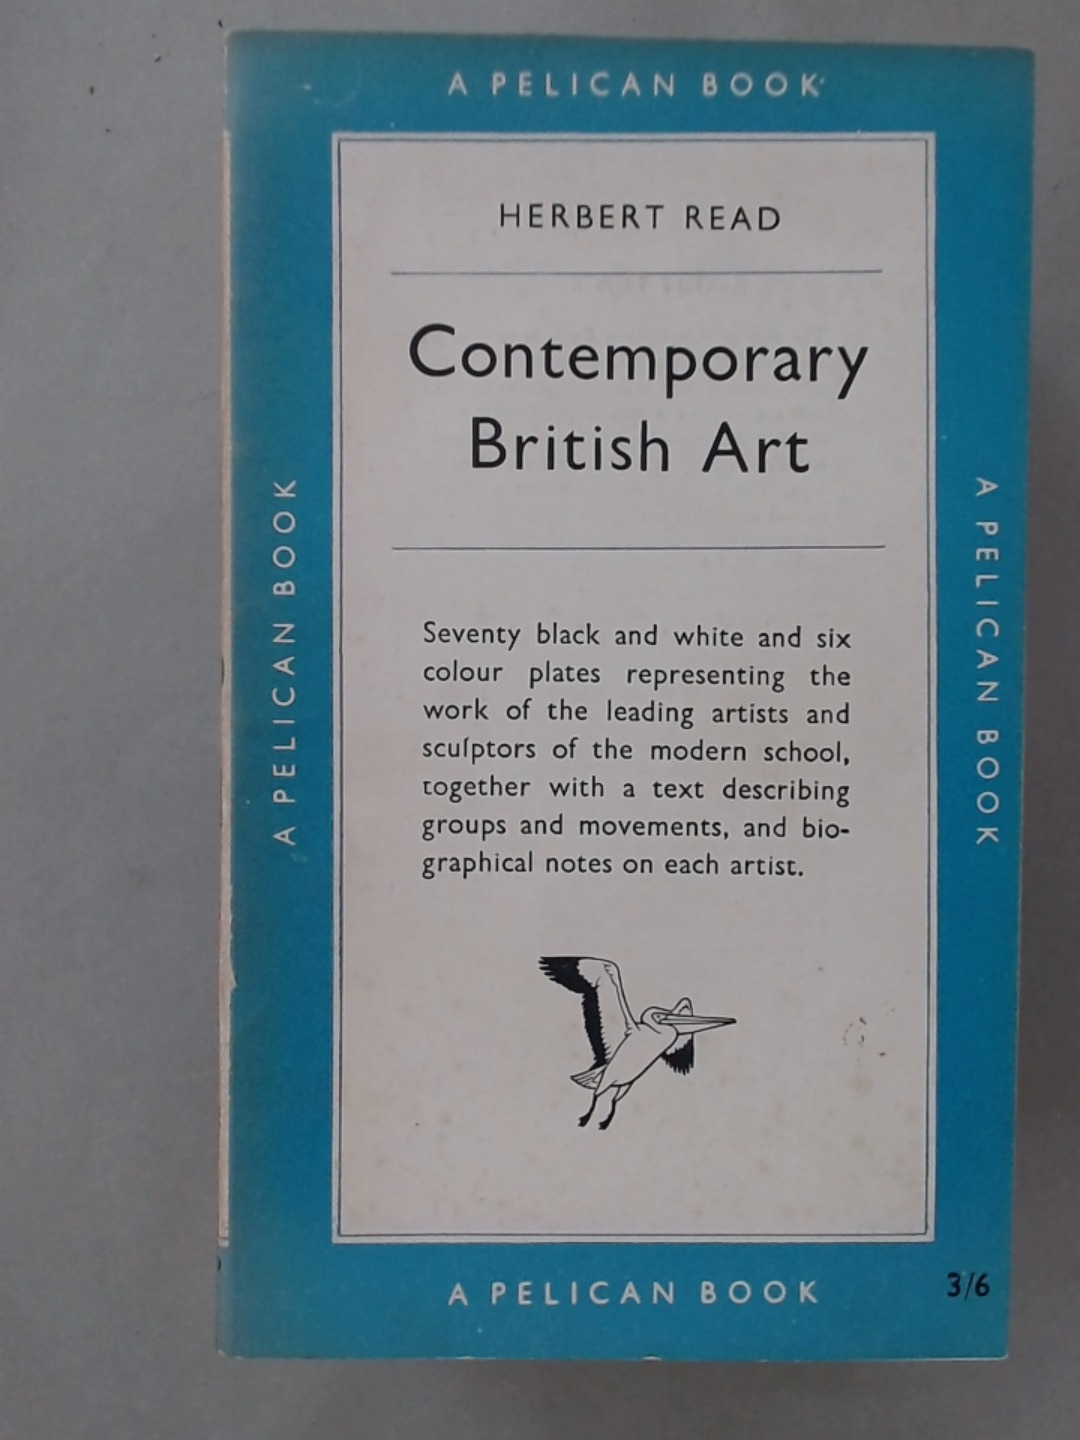 A PELICAN BOOK
HERBERT READ
Contemporary
British Art
Seventy black and white and six
colour plates representing the
work of the leading artists and
sculptors of the modern school,
together with a text describing
groups and movements, and bio-
graphical notes on each artist.
A PELICAN BOOK
A PELICAN BOOK
A PELICAN BOOK
3/6